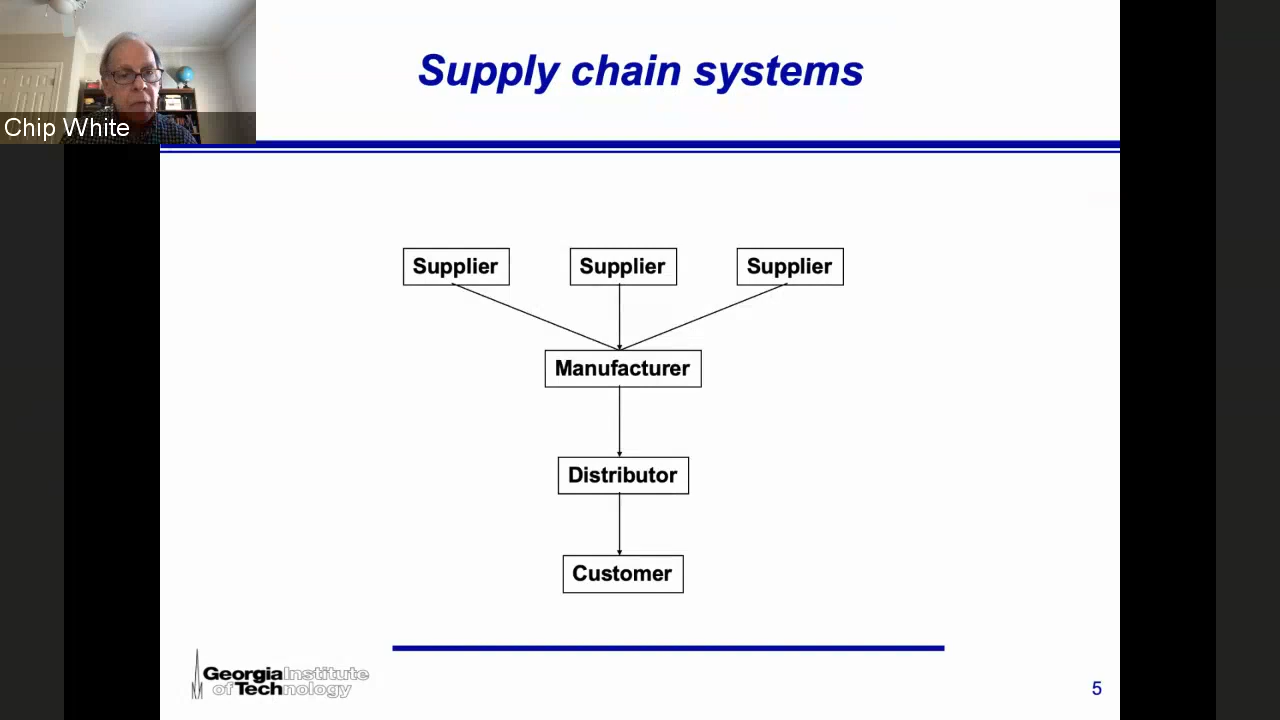 Supply chain systems
Chip White
Supplier
Supplier
Supplier
Manufacturer
Distributor
Customer
Georgia Institute
of Technology
5